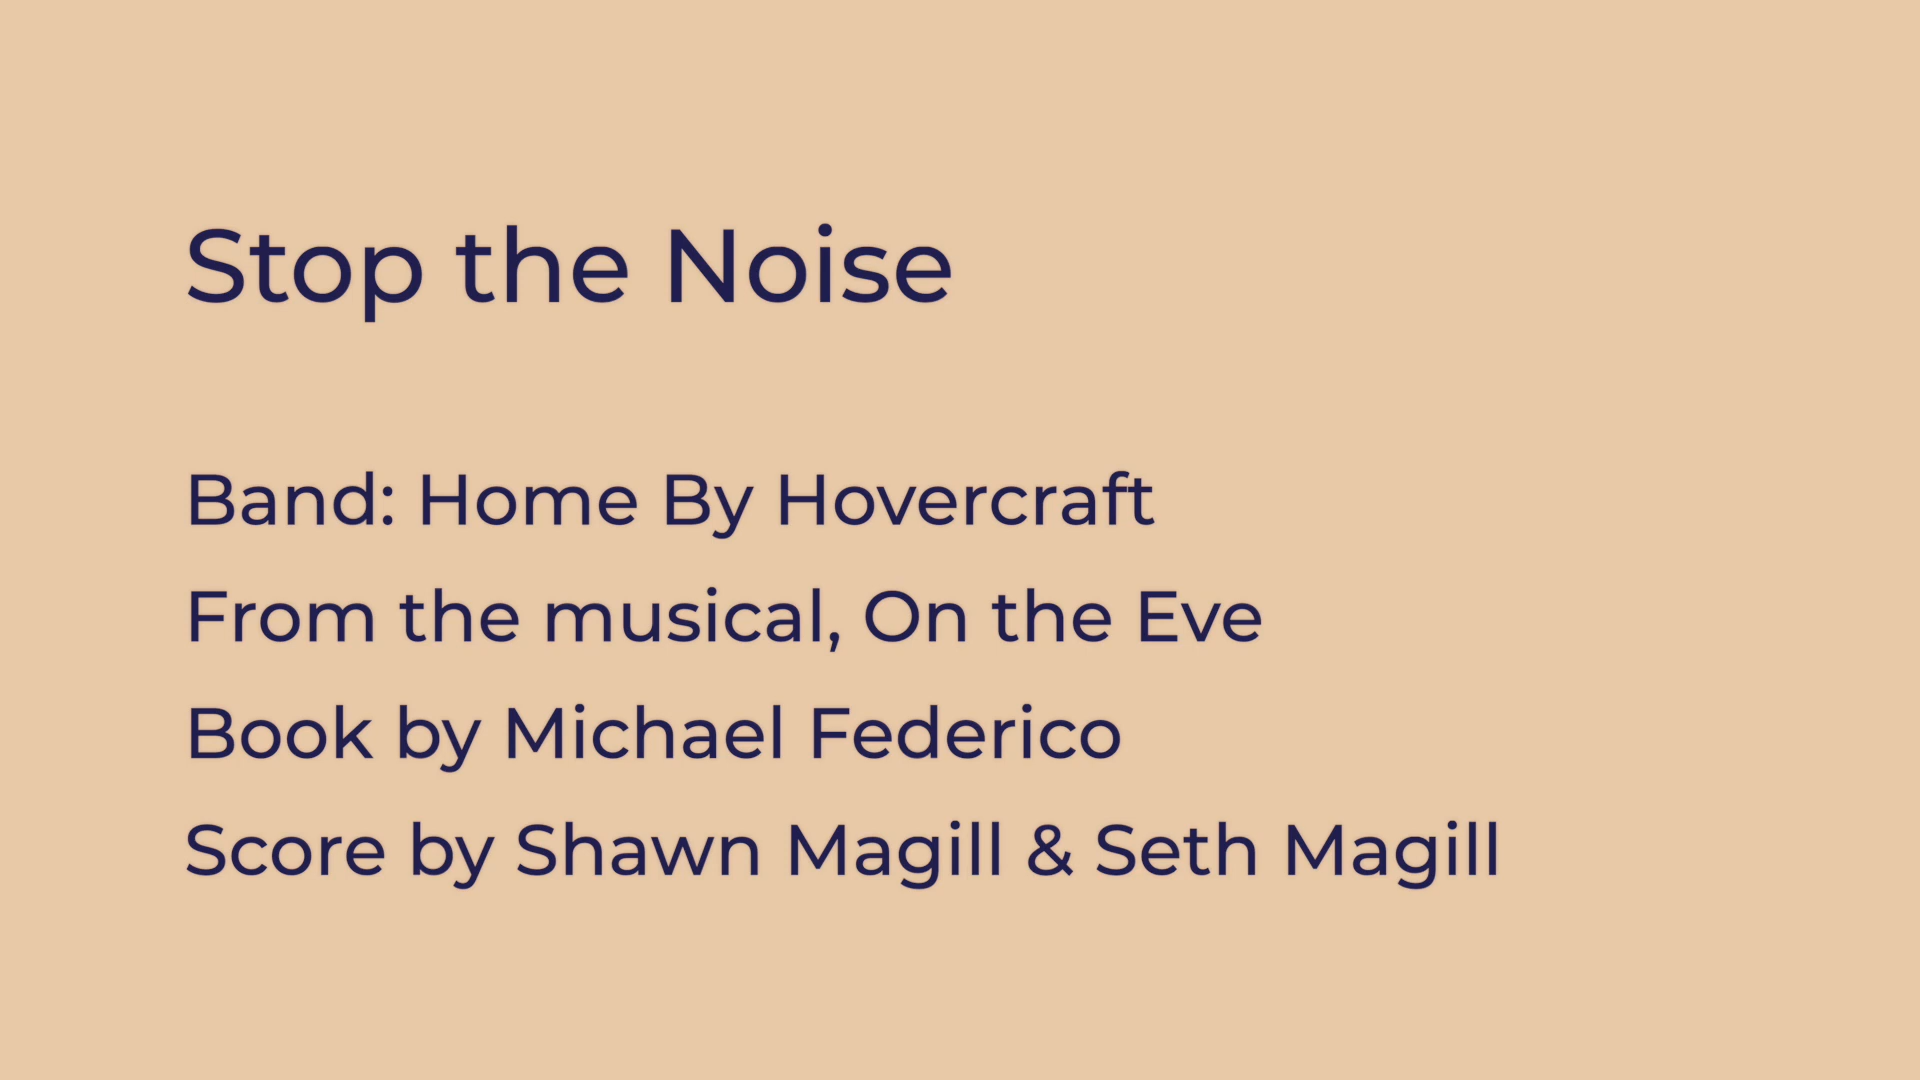 Stop the Noise
Band: Home By Hovercraft
From the musical, On the Eve
Book by Michael Federico
Score by Shawn Magill & Seth Magill